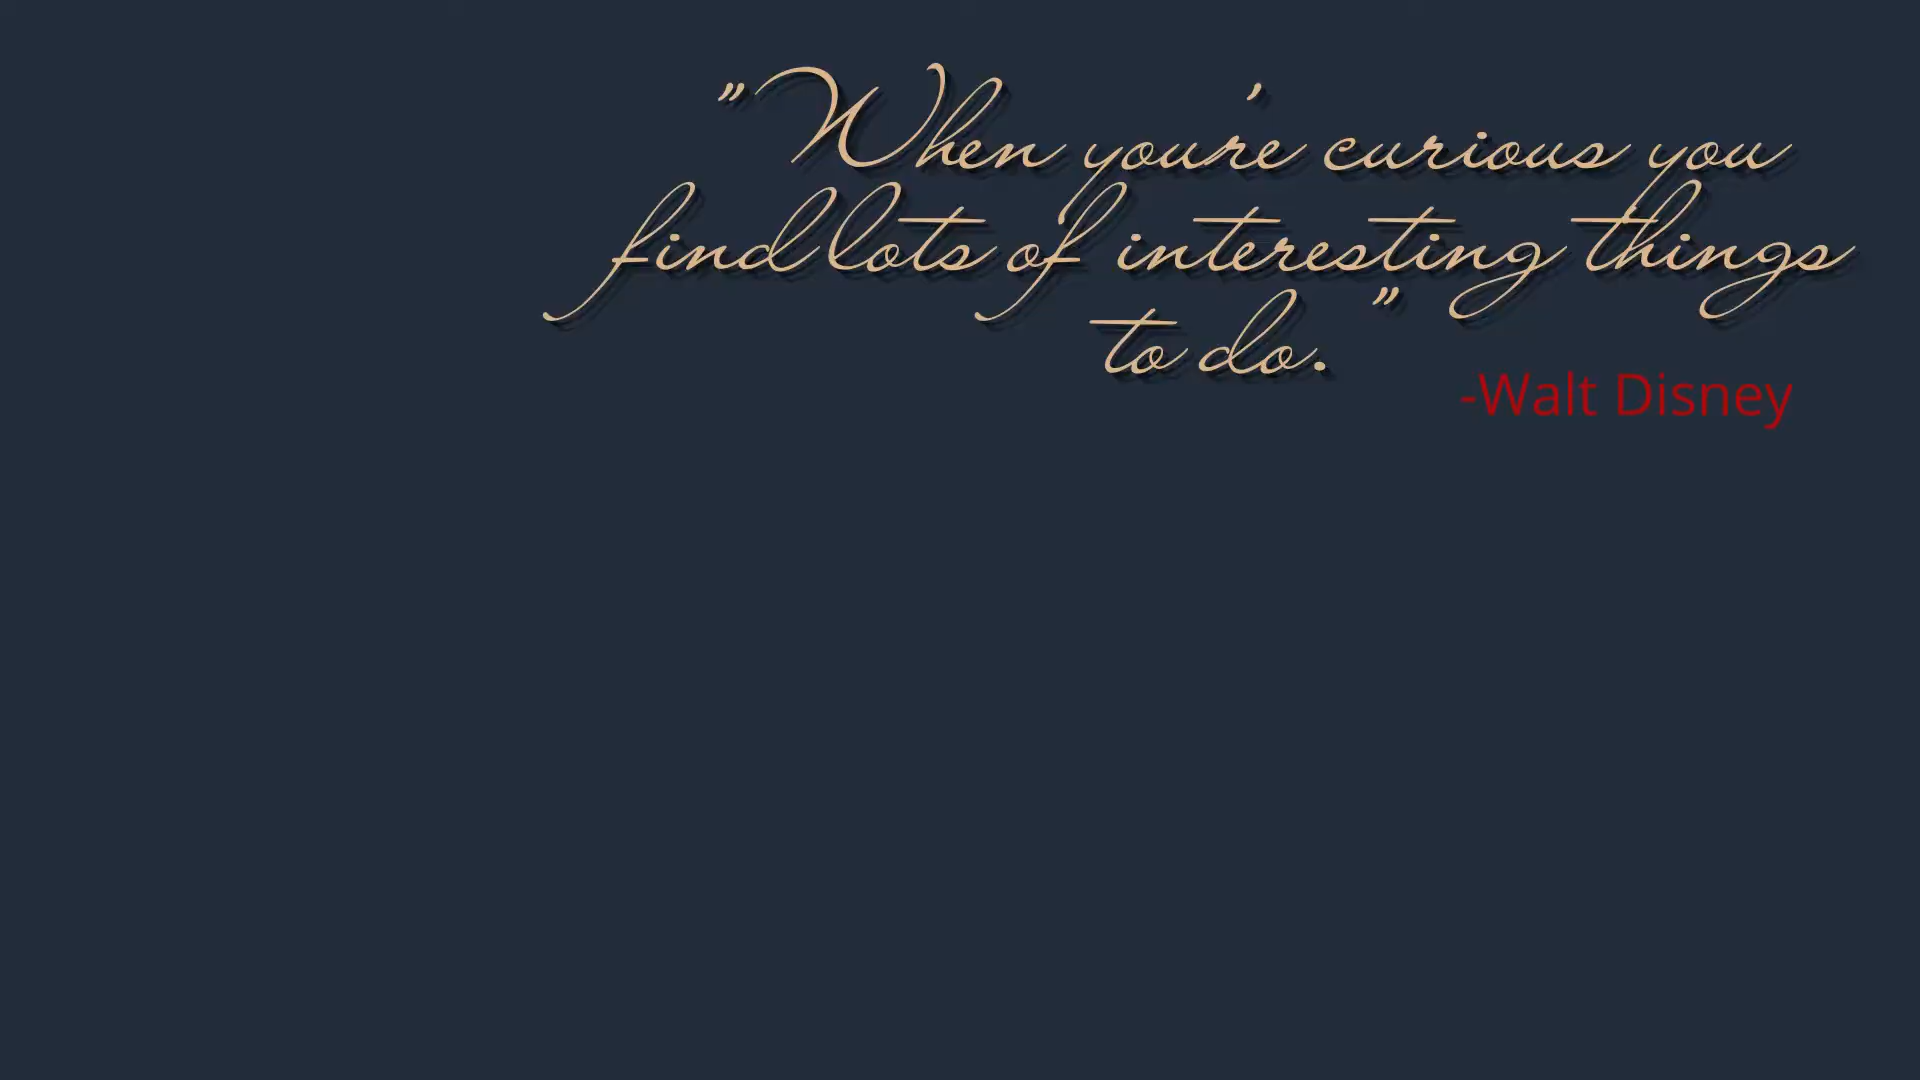 "When you're curious you
find lots of interesting things
to do."
-Walt Disney